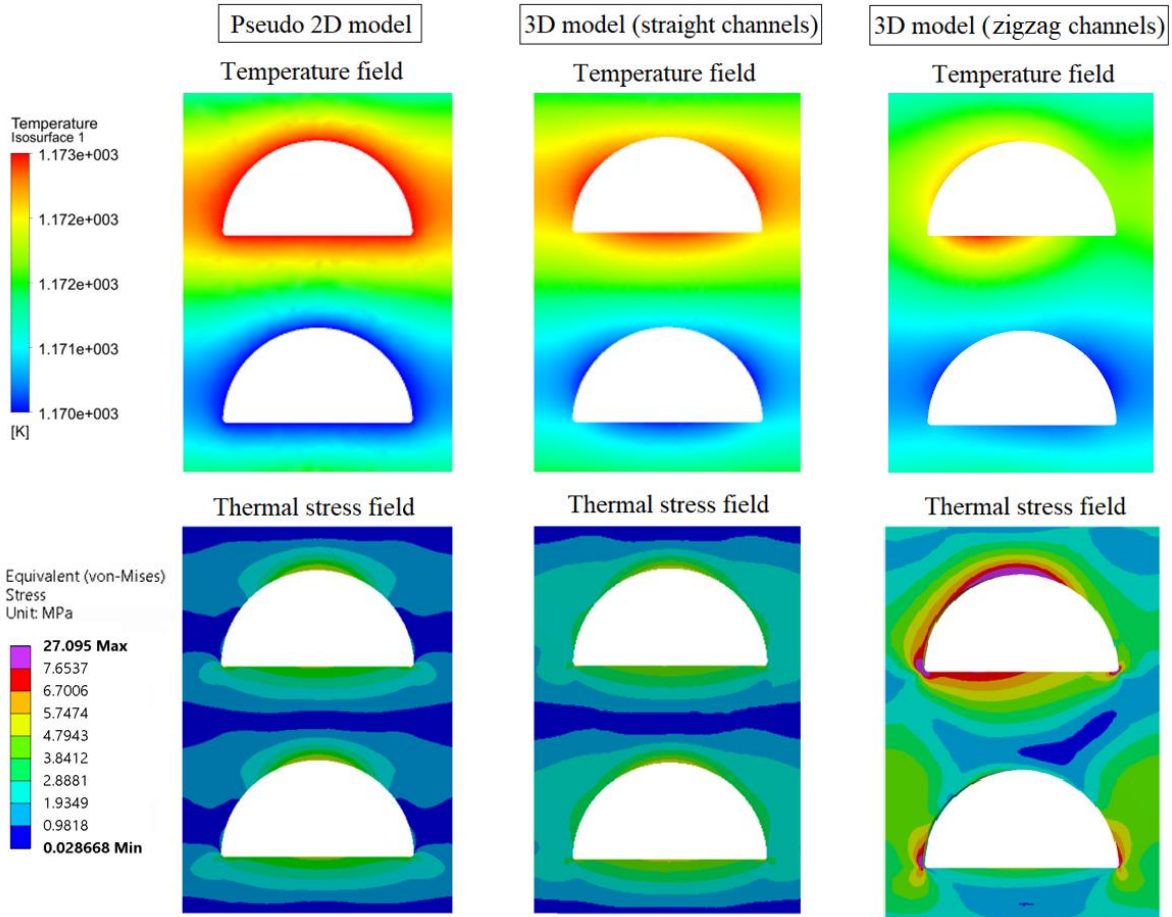 Pseudo 2D model
3D model (straight channels)
3D model (zigzag channels)
Temperature field
Temperature field
Temperature field
Temperature
Isosurface 1
1.173e+003
1.172e+003
1.172e+003
1.171e+003
1.170e+003
[K]
Thermal stress field
Thermal stress field
Thermal stress field
Equivalent (von-Mises)
Stress
Unit: MPa
27.095 Max
7.6537
6.7006
5.7474
4.7943
3.8412
2.8881
1.9349
0.9818
0.028668 Min